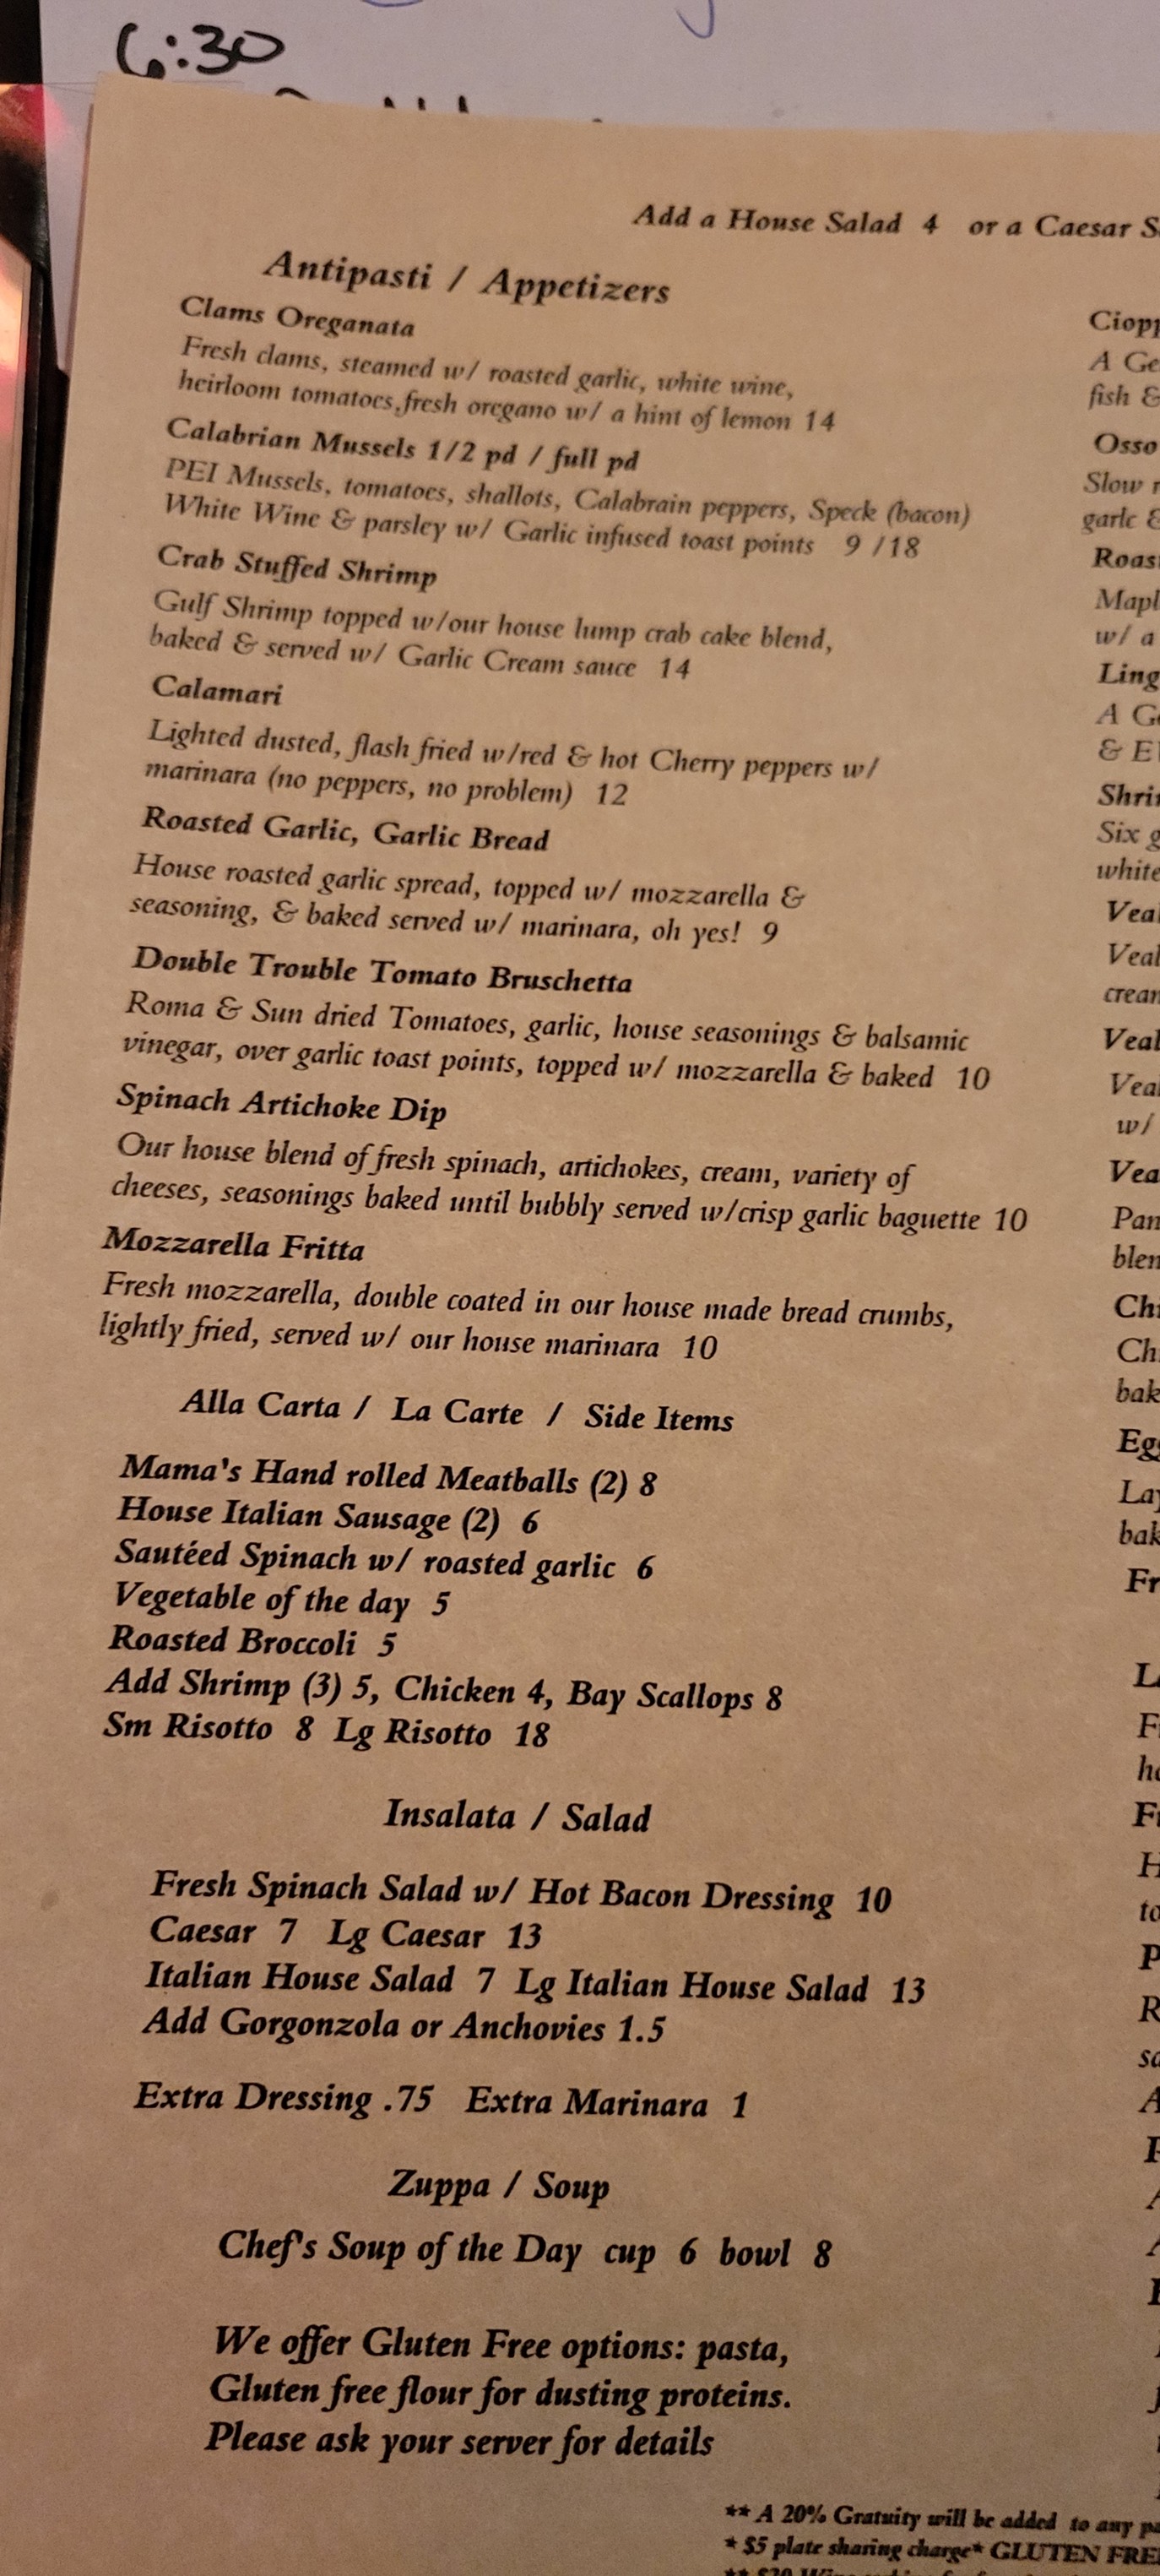 6:30
Add a House Salad 4 or a Caesar
Antipasti / Appetizers
Clams Oreganata
Fresh clams, steamed w/ roasted garlic, white wine,
heirloom tomatoes,fresh oregano w/ a hint of lemon 14
Calabrian Mussels 1/2 pd / full pd
PEI Mussels, tomatoes, shallots, Calabrain peppers, Speck (bacon)
White Wine & parsley w/ Garlic infused toast points 9 /18
Crab Stuffed Shrimp
Gulf Shrimp topped w/our house lump crab cake blend,
baked & served w/ Garlic Cream sauce 14
Calamari
Lighted dusted, flash fried w/red & hot Cherry peppers w/
marinara (no peppers, no problem) 12
Roasted Garlic, Garlic Bread
House roasted garlic spread, topped w/ mozzarella &
seasoning, & baked served w/ marinara, oh yes! 9
Double Trouble Tomato Bruschetta
Roma & Sun dried Tomatoes, garlic, house seasonings & balsamic
vinegar, over garlic toast points, topped w/ mozzarella & baked 10
Spinach Artichoke Dip
Our house blend of fresh spinach, artichokes, cream, variety of
cheeses, seasonings baked until bubbly served w/crisp garlic baguette 10
Mozzarella Fritta
Fresh mozzarella, double coated in our house made bread crumbs,
lightly fried, served w/ our house marinara 10
Alla Carta / La Carte / Side Items
Mama's Hand rolled Meatballs (2) 8
House Italian Sausage (2) 6
Sautéed Spinach w/ roasted garlic 6
Vegetable of the day 5
Roasted Broccoli 5
Add Shrimp (3) 5, Chicken 4, Bay Scallops 8
Sm Risotto 8 Lg Risotto 18
Insalata / Salad
Fresh Spinach Salad w/ Hot Bacon Dressing 10
Caesar 7 Lg Caesar 13
Italian House Salad 7 Lg Italian House Salad 13
Add Gorgonzola or Anchovies 1.5
Extra Dressing .75 Extra Marinara 1
Zuppa / Soup
Chef's Soup of the Day cup 6 bowl 8
We offer Gluten Free options: pasta,
Gluten free flour for dusting proteins.
Please ask your server for details
A
fish &
Osso
Slow
garlc &
w/ a
A
&
Six
white
w/
** A 20% Gratuity will be added to any
* $5 plate sharing charge* GLUTEN